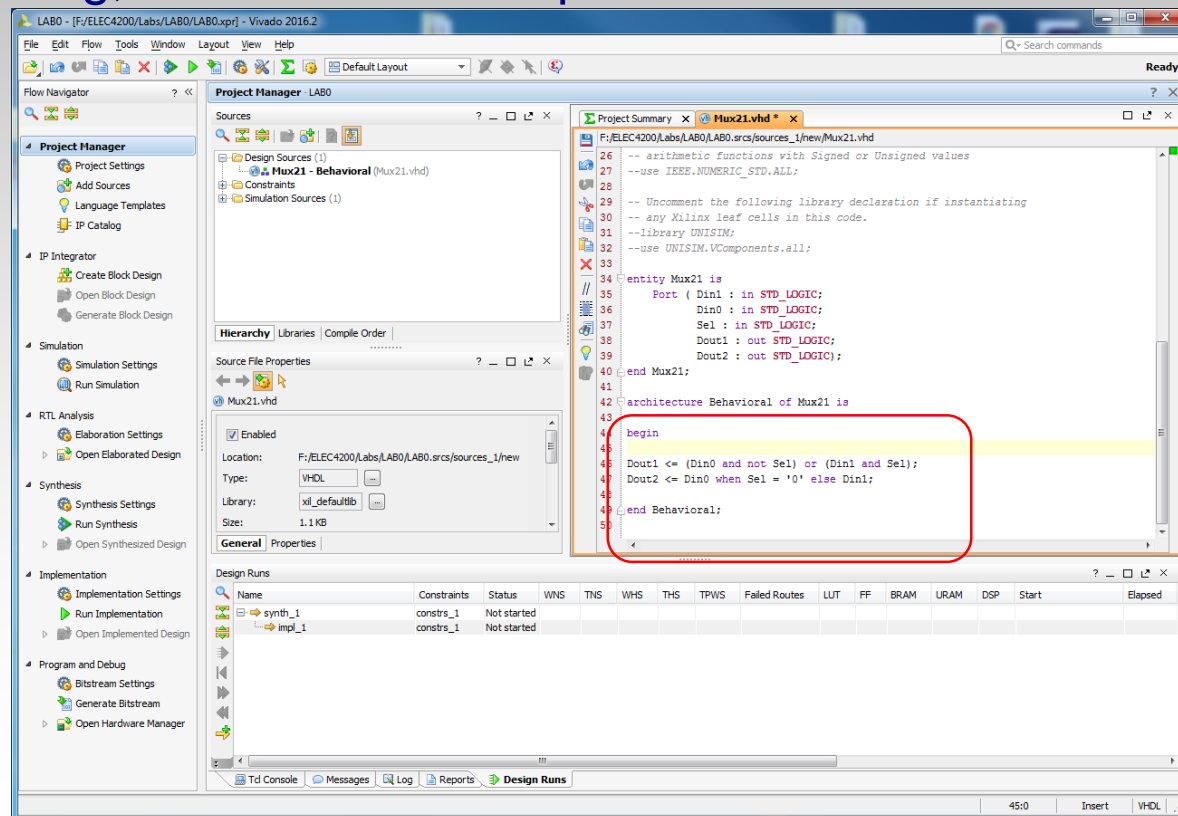 LAB0 - [F:/ELEC4200/Labs/LAB0/LAB0.xpr] - Vivado 2016.2
File Edit Flow Tools Window Layout View Help
Q- Search commands
Default Layout
Ready
Flow Navigator
Project Manager - LAB0
Project Manager
Project Settings
Add Sources
Language Templates
IP Catalog
IP Integrator
Create Block Design
Open Block Design
Generate Block Design
Simulation
Simulation Settings
Run Simulation
RTL Analysis
Elaboration Settings
Open Elaborated Design
Synthesis
Synthesis Settings
Run Synthesis
Open Synthesized Design
Implementation
Implementation Settings
Run Implementation
Open Implemented Design
Program and Debug
Bitstream Settings
Generate Bitstream
Open Hardware Manager
Sources
Design Sources (1)
Mux21 - Behavioral (Mux21.vhd)
Constraints
Simulation Sources (1)
Hierarchy Libraries Compile Order
Source File Properties
Mux21.vhd
Enabled
Location: F:/ELEC4200/Labs/LAB0/LAB0.srcs/sources_1/new
Type: VHDL
Library: xil_defaultlib
Size: 1.1 KB
General Properties
Project Summary Mux21.vhd *
F:/ELEC4200/Labs/LAB0/LAB0.srcs/sources_1/new/Mux21.vhd
26 -- arithmetic functions with Signed or Unsigned values
27 --use IEEE.NUMERIC_STD.ALL;
28
29 -- Uncomment the following library declaration if instantiating
30 -- any Xilinx leaf cells in this code.
31 --library UNISIM;
32 --use UNISIM.VComponents.all;
33
34 entity Mux21 is
35 Port ( Din1 : in STD_LOGIC;
36 Din0 : in STD_LOGIC;
37 Sel : in STD_LOGIC;
38 Dout1 : out STD_LOGIC;
39 Dout2 : out STD_LOGIC);
40 end Mux21;
41
42 architecture Behavioral of Mux21 is
43
44 begin
45
46 Dout1 <= (Din0 and not Sel) or (Din1 and Sel);
47 Dout2 <= Din0 when Sel = '0' else Din1;
48
49 end Behavioral;
50
Design Runs
Name Constraints Status WNS TNS WHS THS TPWS Failed Routes LUT FF BRAM URAM DSP Start Elapsed
synth_1 constrs_1 Not started
impl_1 constrs_1 Not started
Tcl Console Messages Log Reports Design Runs
45:0 Insert VHDL